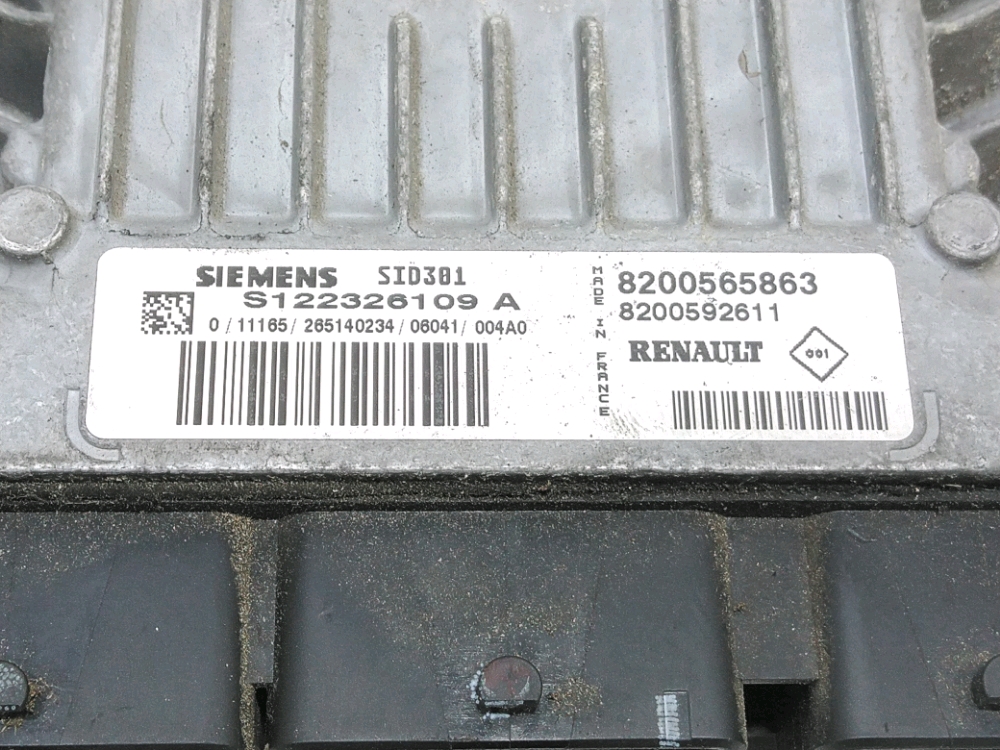 SIEMENS SID301
S122326109 A
0 / 11165 / 265140234 / 06041 / 004A0
MADE IN FRANCE
8200565863
8200592611
RENAULT 001